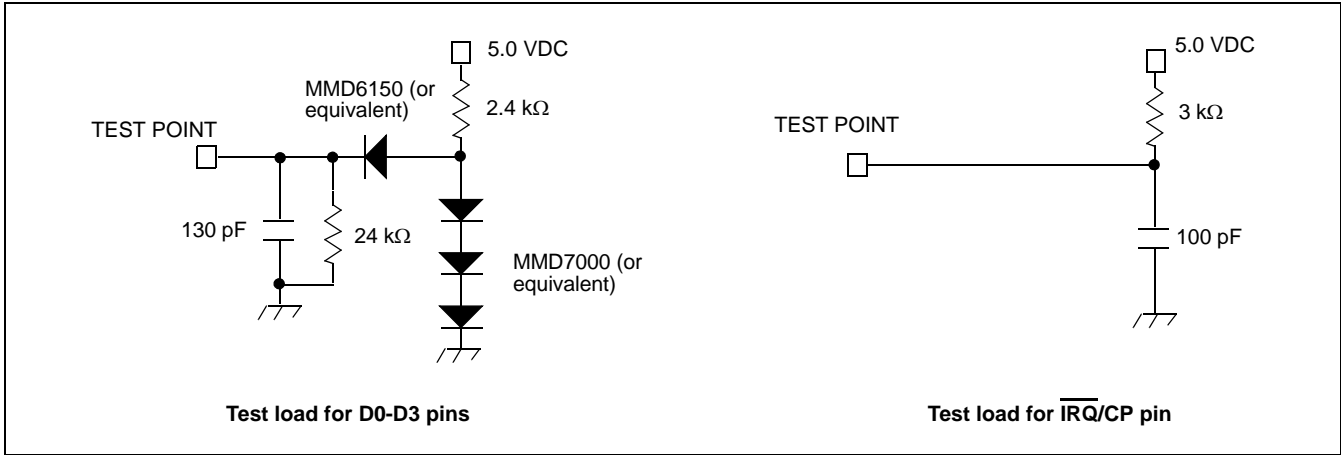 5.0 VDC
MMD6150 (or
equivalent)
2.4 kΩ
TEST POINT
130 pF
24 kΩ
MMD7000 (or
equivalent)
Test load for D0-D3 pins
5.0 VDC
3 kΩ
TEST POINT
100 pF
Test load for I̅R̅Q̅/CP pin